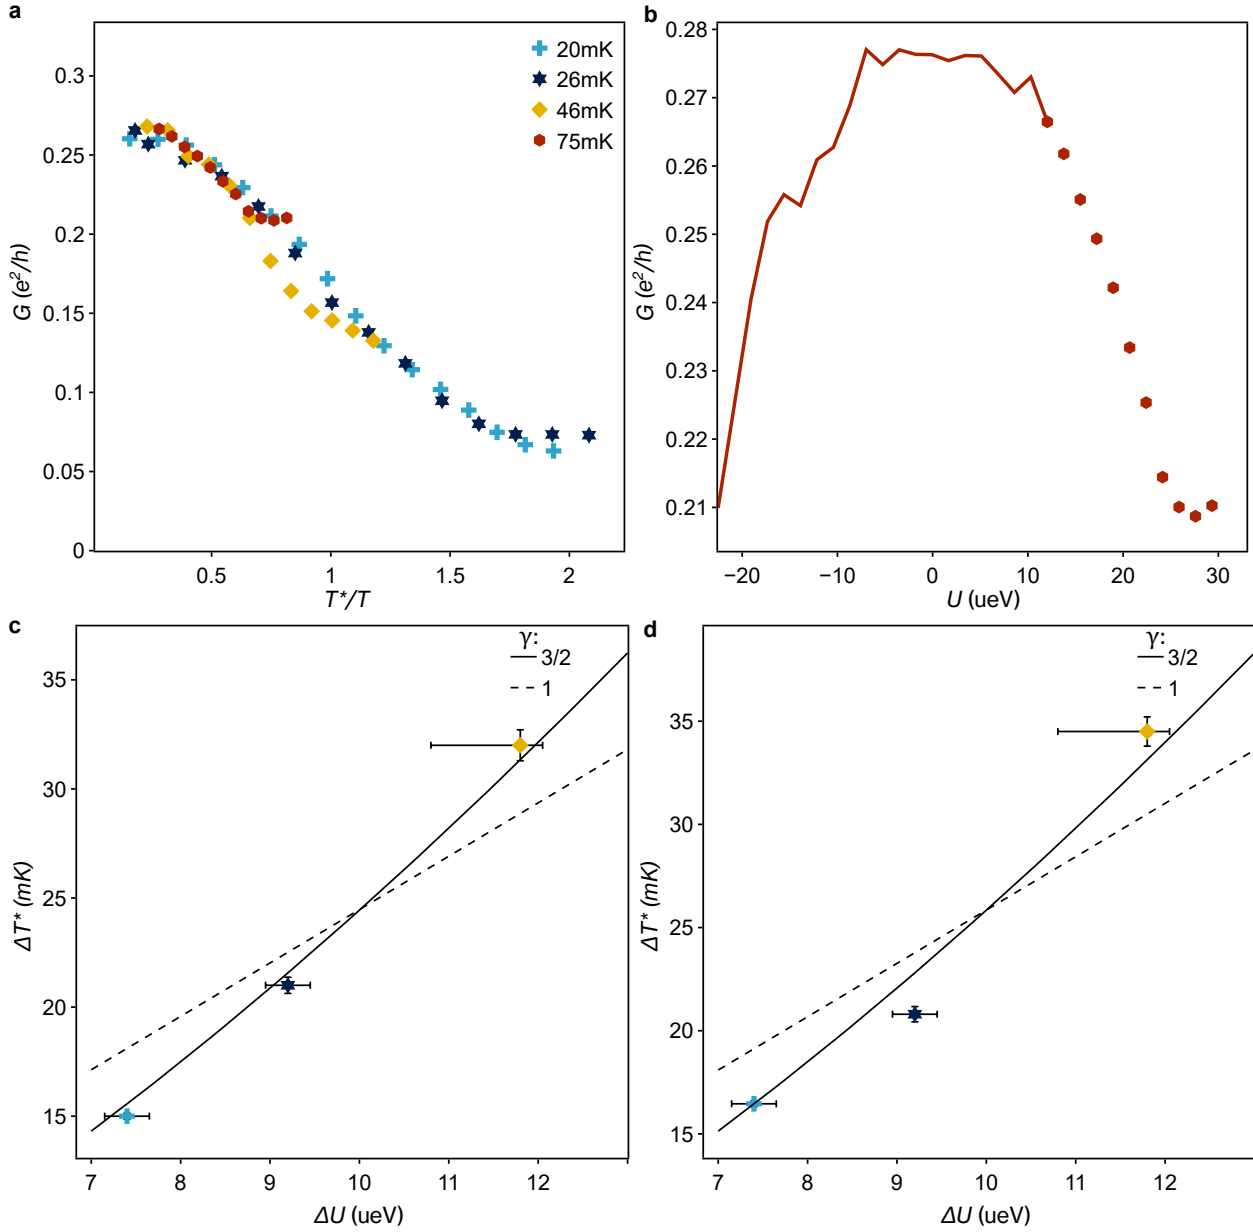 a
20mK
26mK
46mK
75mK
0.3
0.25
0.2
0.15
0.1
0.05
0
G (e²/h)
0.5
1
1.5
2
T*/T
b
0.28
0.27
0.26
0.25
0.24
0.23
0.22
0.21
G (e²/h)
−20
−10
0
10
20
30
U (ueV)
c
γ:
3/2
1
35
30
25
20
15
ΔT* (mK)
7
8
9
10
11
12
ΔU (ueV)
d
γ:
3/2
1
35
30
25
20
15
ΔT* (mK)
7
8
9
10
11
12
ΔU (ueV)